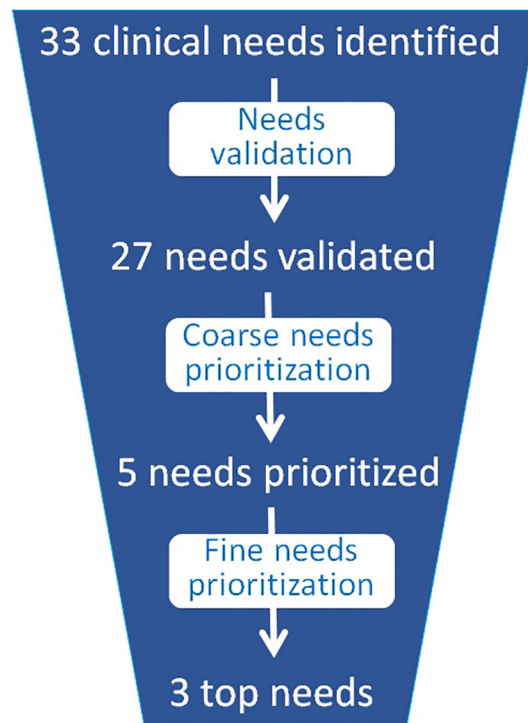 33 clinical needs identified
Needs
validation
27 needs validated
Coarse needs
prioritization
5 needs prioritized
Fine needs
prioritization
3 top needs